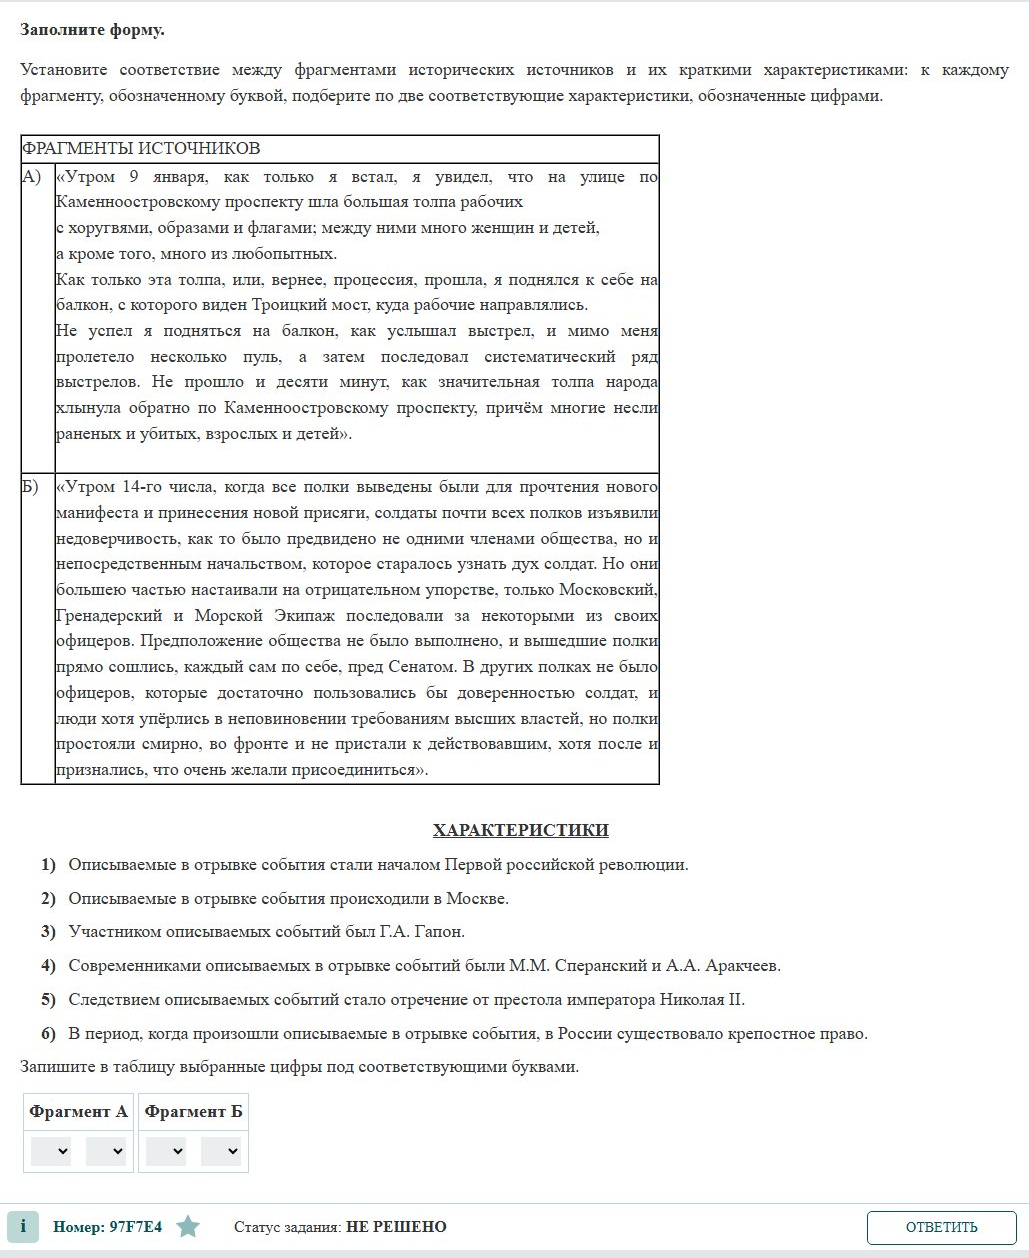 Заполните форму.
Установите соответствие между фрагментами исторических источников и их краткими характеристиками: к каждому
фрагменту, обозначенному буквой, подберите по две соответствующие характеристики, обозначенные цифрами.
ФРАГМЕНТЫ ИСТОЧНИКОВ
А) «Утром 9 января, как только я встал, я увидел, что на улице по
Каменноостровскому проспекту шла большая толпа рабочих
с хоругвями, образами и флагами; между ними много женщин и детей,
а кроме того, много из любопытных.
Как только эта толпа, или, вернее, процессия, прошла, я поднялся к себе на
балкон, с которого виден Троицкий мост, куда рабочие направлялись.
Не успел я подняться на балкон, как услышал выстрел, и мимо меня
пролетело несколько пуль, а затем последовал систематический ряд
выстрелов. Не прошло и десяти минут, как значительная толпа народа
хлынула обратно по Каменноостровскому проспекту, причём многие несли
раненых и убитых, взрослых и детей».
Б) «Утром 14-го числа, когда все полки выведены были для прочтения нового
манифеста и принесения новой присяги, солдаты почти всех полков изъявили
недоверчивость, как то было предвидено не одними членами общества, но и
непосредственным начальством, которое старалось узнать дух солдат. Но они
большею частью настаивали на отрицательном упорстве, только Московский,
Гренадерский и Морской Экипаж последовали за некоторыми из своих
офицеров. Предположение общества не было выполнено, и вышедшие полки
прямо сошлись, каждый сам по себе, пред Сенатом. В других полках не было
офицеров, которые достаточно пользовались бы доверенностью солдат, и
люди хотя упёрлись в неповиновении требованиям высших властей, но полки
простояли смирно, во фронте и не пристали к действовавшим, хотя после и
признались, что очень желали присоединиться».
ХАРАКТЕРИСТИКИ
1) Описываемые в отрывке события стали началом Первой российской революции.
2) Описываемые в отрывке события происходили в Москве.
3) Участником описываемых событий был Г.А. Гапон.
4) Современниками описываемых в отрывке событий были М.М. Сперанский и А.А. Аракчеев.
5) Следствием описываемых событий стало отречение от престола императора Николая II.
6) В период, когда произошли описываемые в отрывке события, в России существовало крепостное право.
Запишите в таблицу выбранные цифры под соответствующими буквами.
Фрагмент А Фрагмент Б
i Номер: 97F7E4 Статус задания: НЕ РЕШЕНО ОТВЕТИТЬ